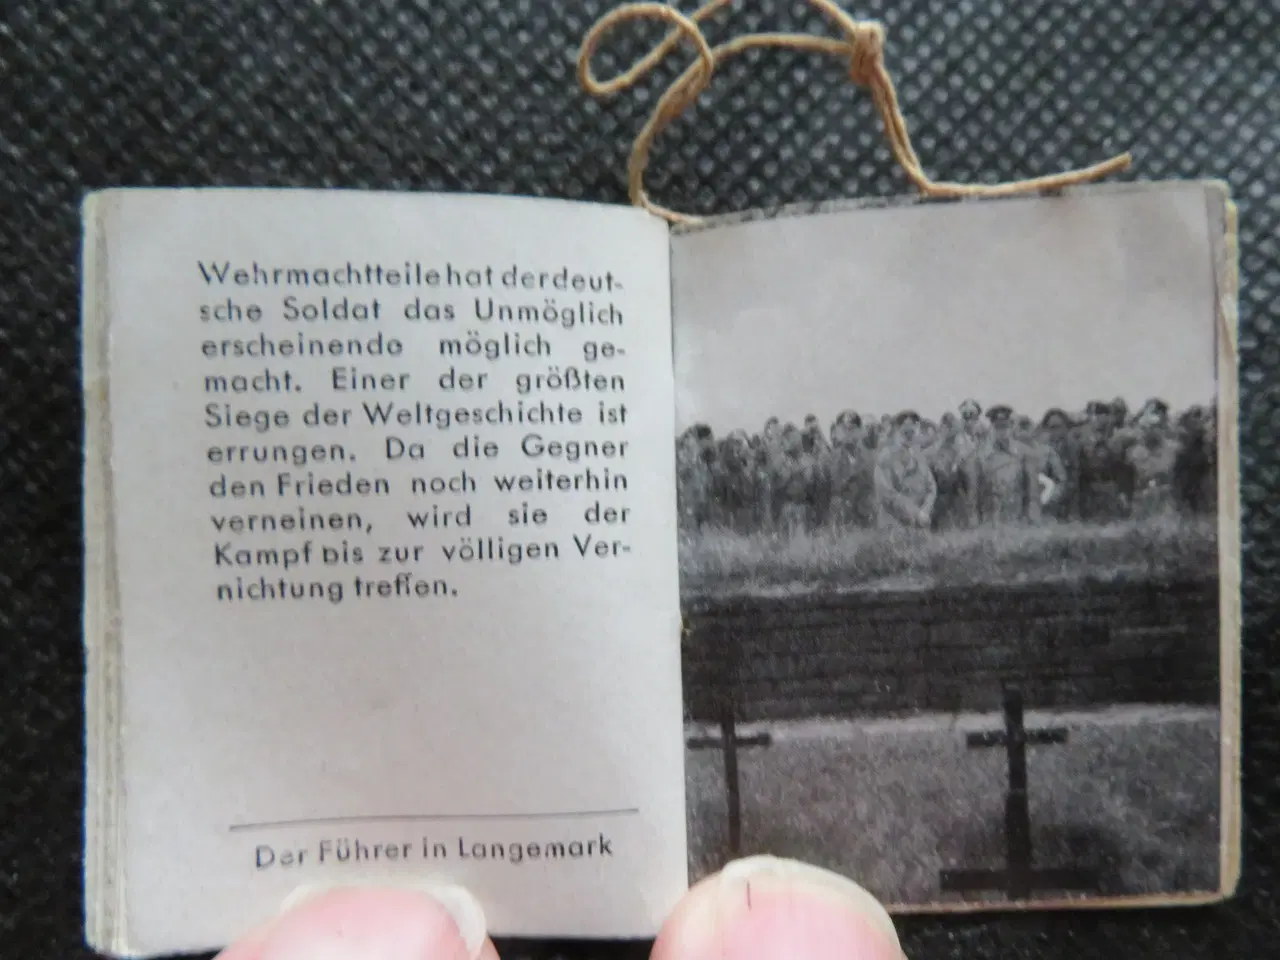 Wehrmachtteile hat der deut-
sche Soldat das Unmöglich
erscheinende möglich ge-
macht. Einer der größten
Siege der Weltgeschichte ist
errungen. Da die Gegner
den Frieden noch weiterhin
verneinen, wird sie der
Kampf bis zur völligen Ver-
nichtung treffen.
Der Führer in Langemark